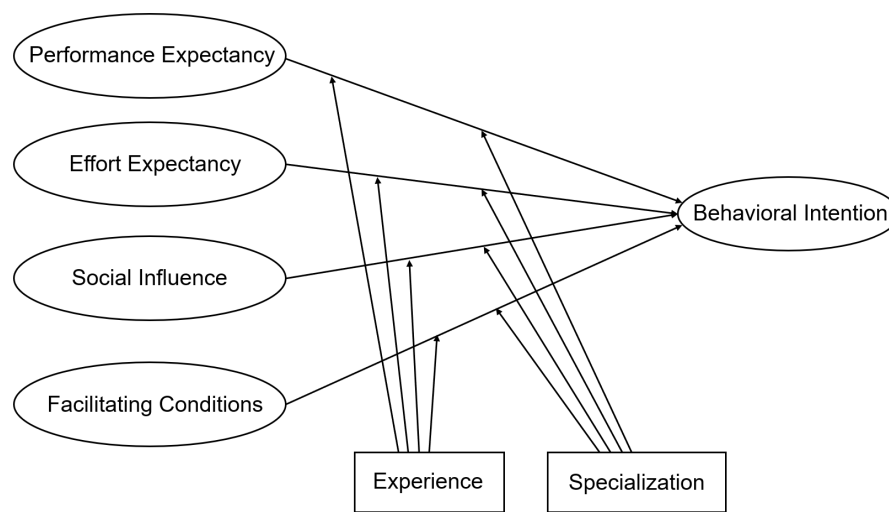 Performance Expectancy
Effort Expectancy
Behavioral Intention
Social Influence
Facilitating Conditions
Experience
Specialization